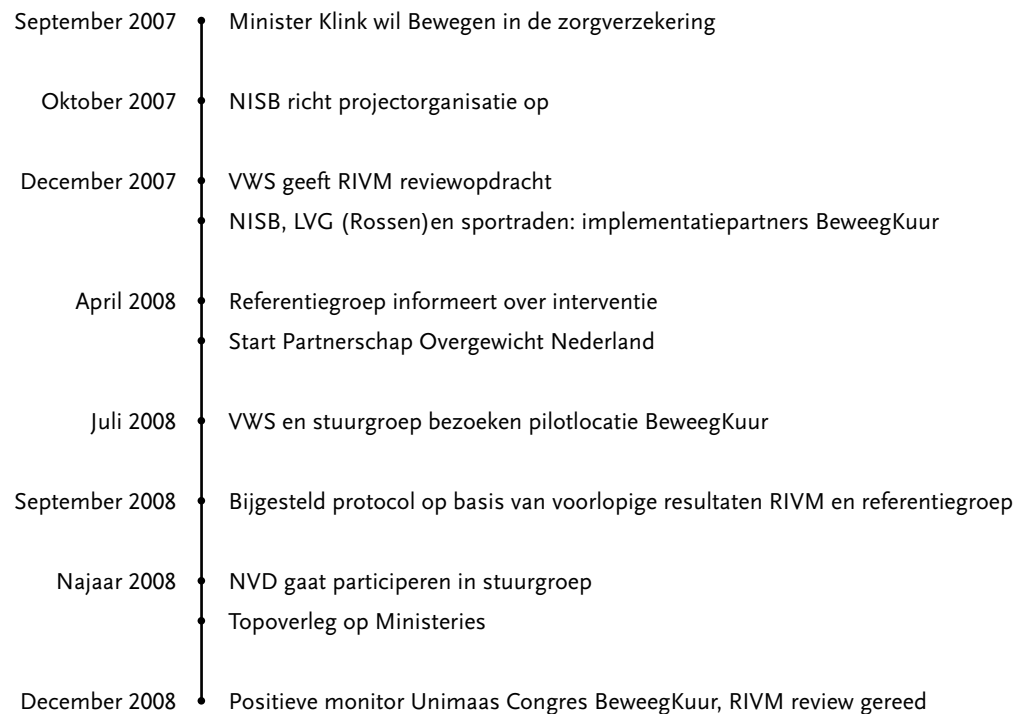 September 2007 Minister Klink wil Bewegen in de zorgverzekering
Oktober 2007 NISB richt projectorganisatie op
December 2007 VWS geeft RIVM reviewopdracht
NISB, LVG (Rossen)en sportraden: implementatiepartners BeweegKuur
April 2008 Referentiegroep informeert over interventie
Start Partnerschap Overgewicht Nederland
Juli 2008 VWS en stuurgroep bezoeken pilotlocatie BeweegKuur
September 2008 Bijgesteld protocol op basis van voorlopige resultaten RIVM en referentiegroep
Najaar 2008 NVD gaat participeren in stuurgroep
Topoverleg op Ministeries
December 2008 Positieve monitor Unimaas Congres BeweegKuur, RIVM review gereed